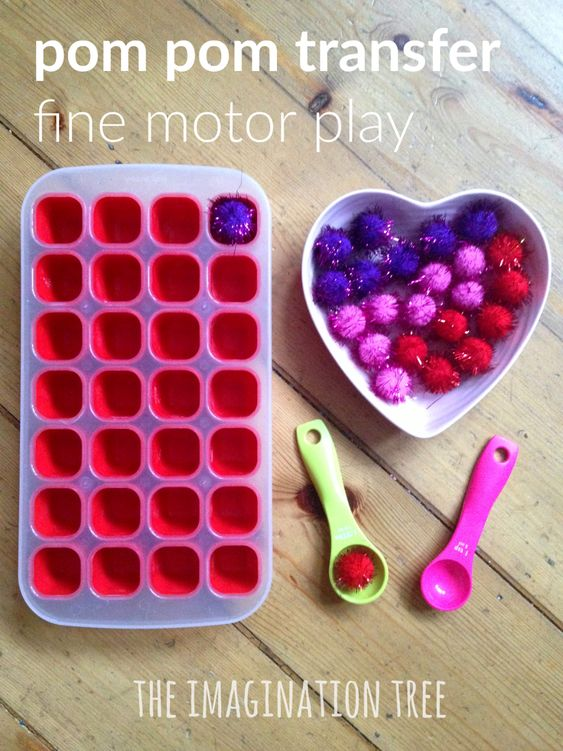 pom pom transfer
fine motor play
THE IMAGINATION TREE